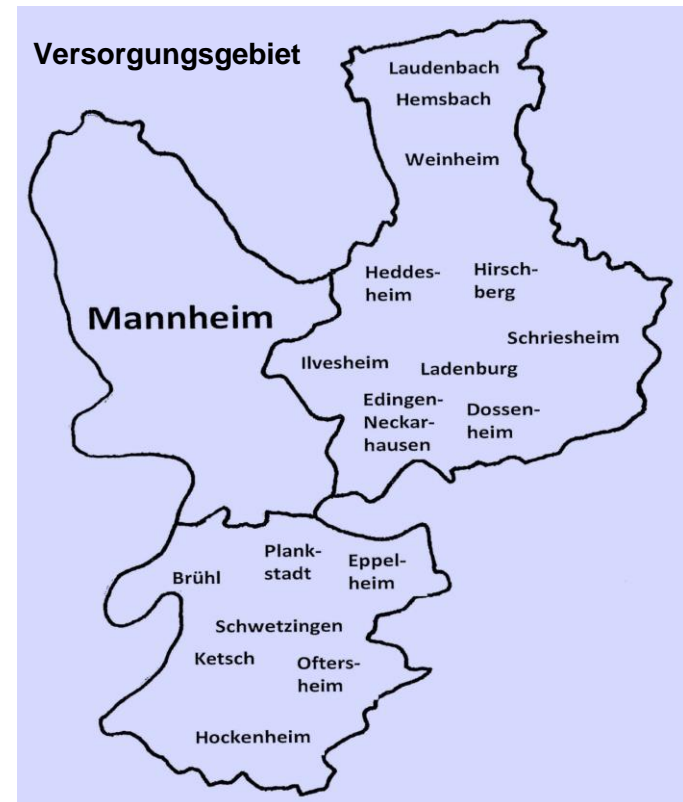 Versorgungsgebiet
Laudenbach
Hemsbach
Weinheim
Heddes-
heim
Hirsch-
berg
Mannheim
Schriesheim
Ilvesheim
Ladenburg
Edingen-
Neckar-
hausen
Dossen-
heim
Plank-
stadt
Eppel-
heim
Brühl
Schwetzingen
Ketsch
Ofters-
heim
Hockenheim